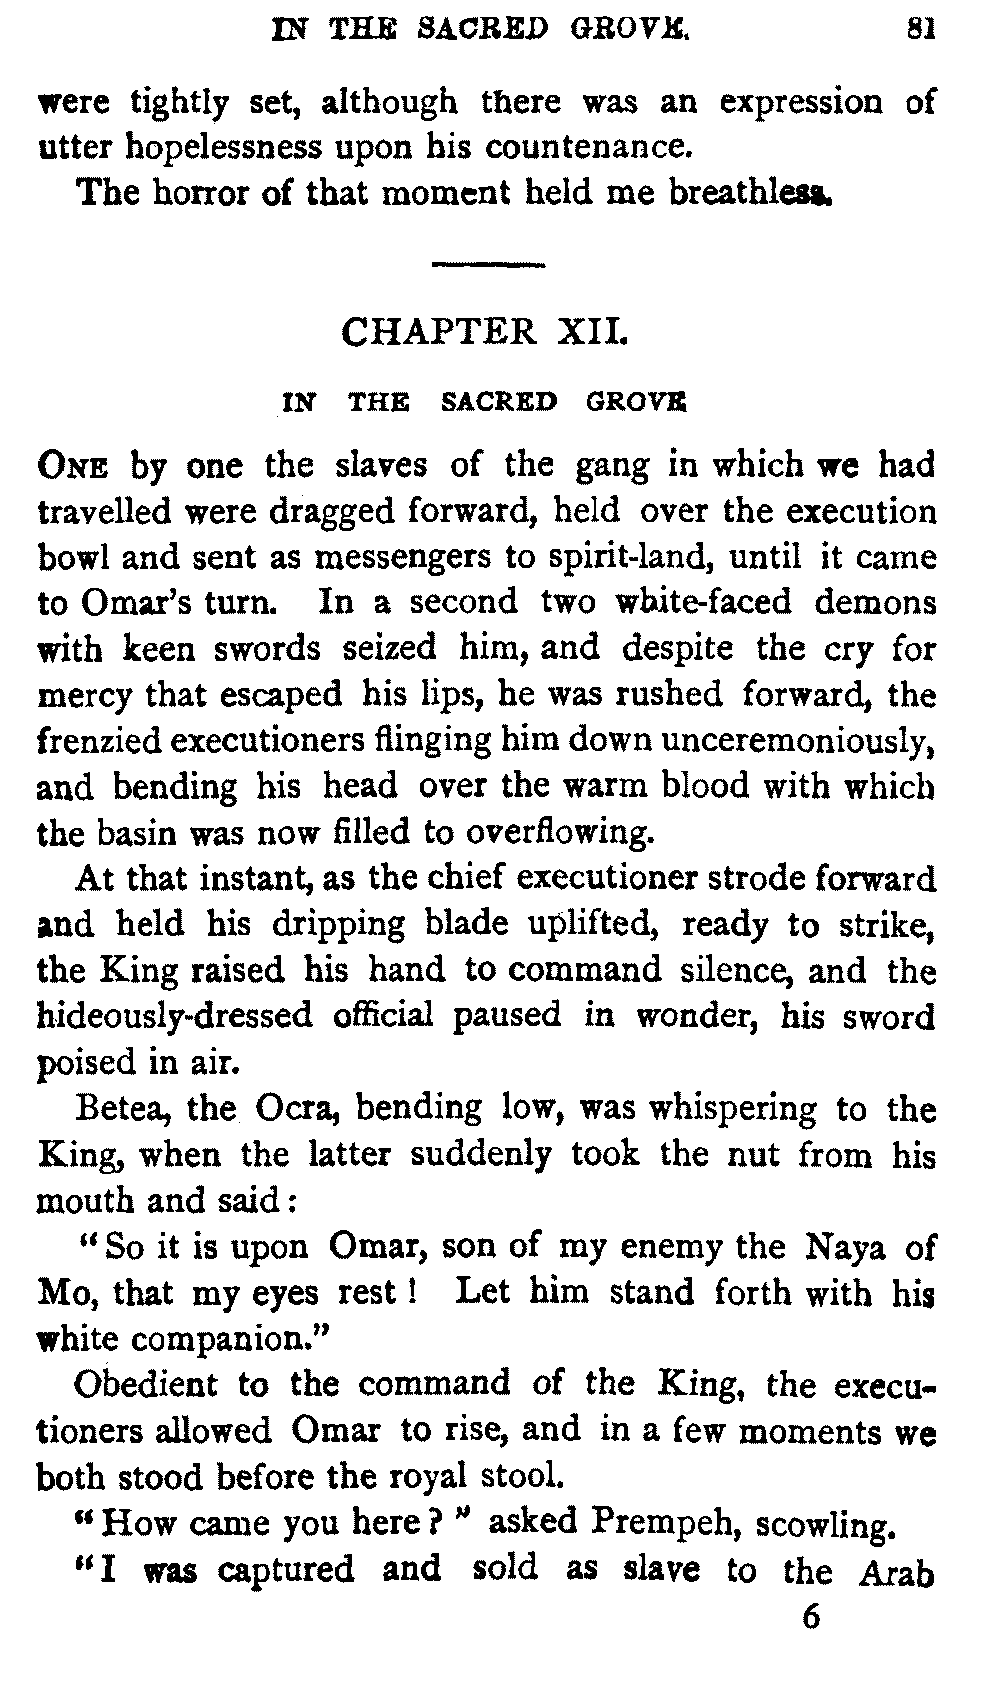 IN THE SACRED GROVE. 81
were tightly set, although there was an expression of
utter hopelessness upon his countenance.
The horror of that moment held me breathless.
CHAPTER XII.
IN THE SACRED GROVE
ONE by one the slaves of the gang in which we had
travelled were dragged forward, held over the execution
bowl and sent as messengers to spirit-land, until it came
to Omar's turn. In a second two white-faced demons
with keen swords seized him, and despite the cry for
mercy that escaped his lips, he was rushed forward, the
frenzied executioners flinging him down unceremoniously,
and bending his head over the warm blood with which
the basin was now filled to overflowing.
At that instant, as the chief executioner strode forward
and held his dripping blade uplifted, ready to strike,
the King raised his hand to command silence, and the
hideously-dressed official paused in wonder, his sword
poised in air.
Betea, the Ocra, bending low, was whispering to the
King, when the latter suddenly took the nut from his
mouth and said:
"So it is upon Omar, son of my enemy the Naya of
Mo, that my eyes rest! Let him stand forth with his
white companion."
Obedient to the command of the King, the execu-
tioners allowed Omar to rise, and in a few moments we
both stood before the royal stool.
"How came you here?" asked Prempeh, scowling.
"I was captured and sold as slave to the Arab
6